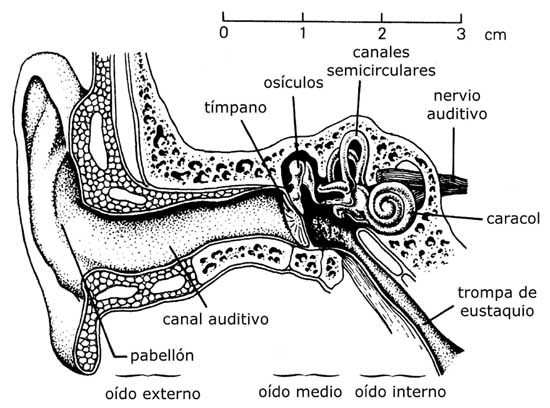 0 1 2 3 cm
canales
semicirculares
osículos
tímpano
nervio
auditivo
caracol
trompa de
eustaquio
canal auditivo
pabellón
oído externo
oído medio
oído interno